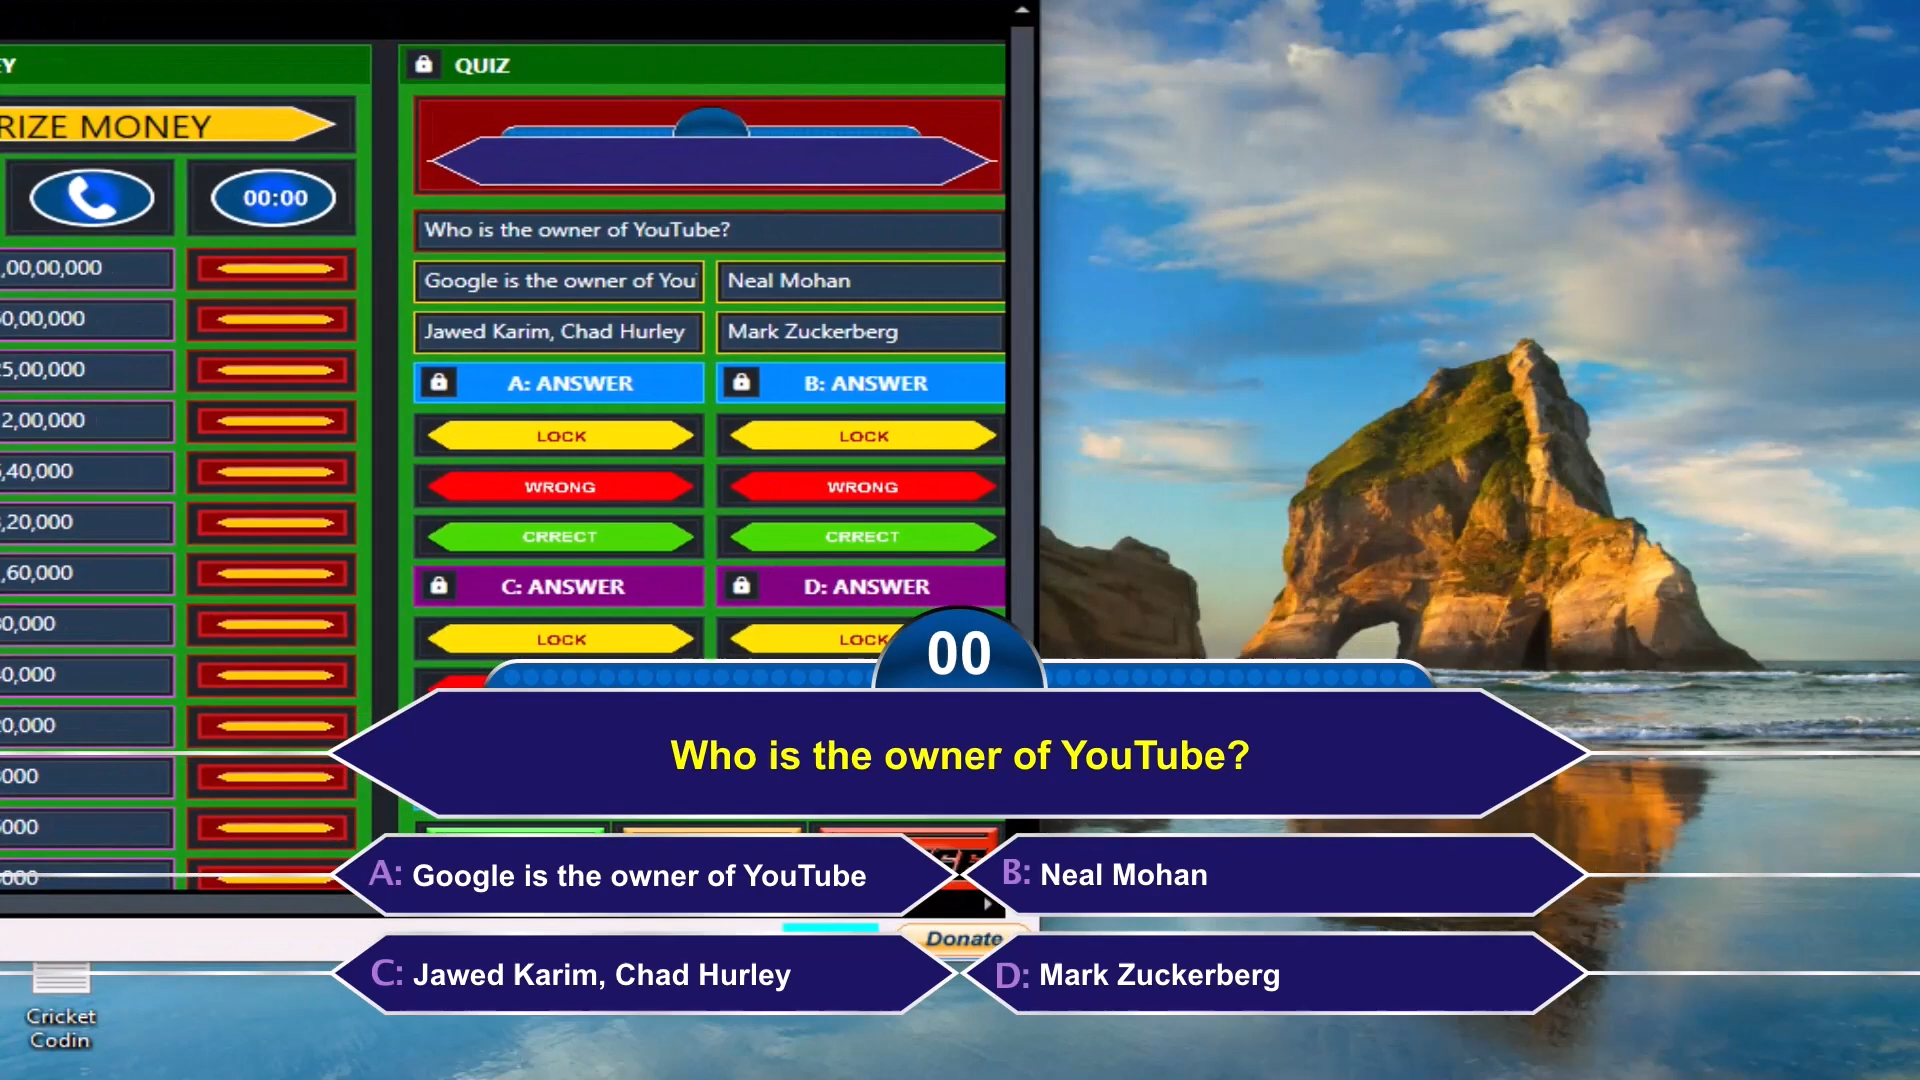 EY
QUIZ
RIZE MONEY
00:00
Who is the owner of YouTube?
Google is the owner of You
Neal Mohan
Jawed Karim, Chad Hurley
Mark Zuckerberg
,00,00,000
50,00,000
25,00,000
2,00,000
,40,000
,20,000
,60,000
0,000
0,000
0,000
000
000
000
A: ANSWER
B: ANSWER
LOCK
LOCK
WRONG
WRONG
CRRECT
CRRECT
C: ANSWER
D: ANSWER
LOCK
LOCK
00
Who is the owner of YouTube?
A: Google is the owner of YouTube
B: Neal Mohan
C: Jawed Karim, Chad Hurley
D: Mark Zuckerberg
Donate
Cricket
Codin